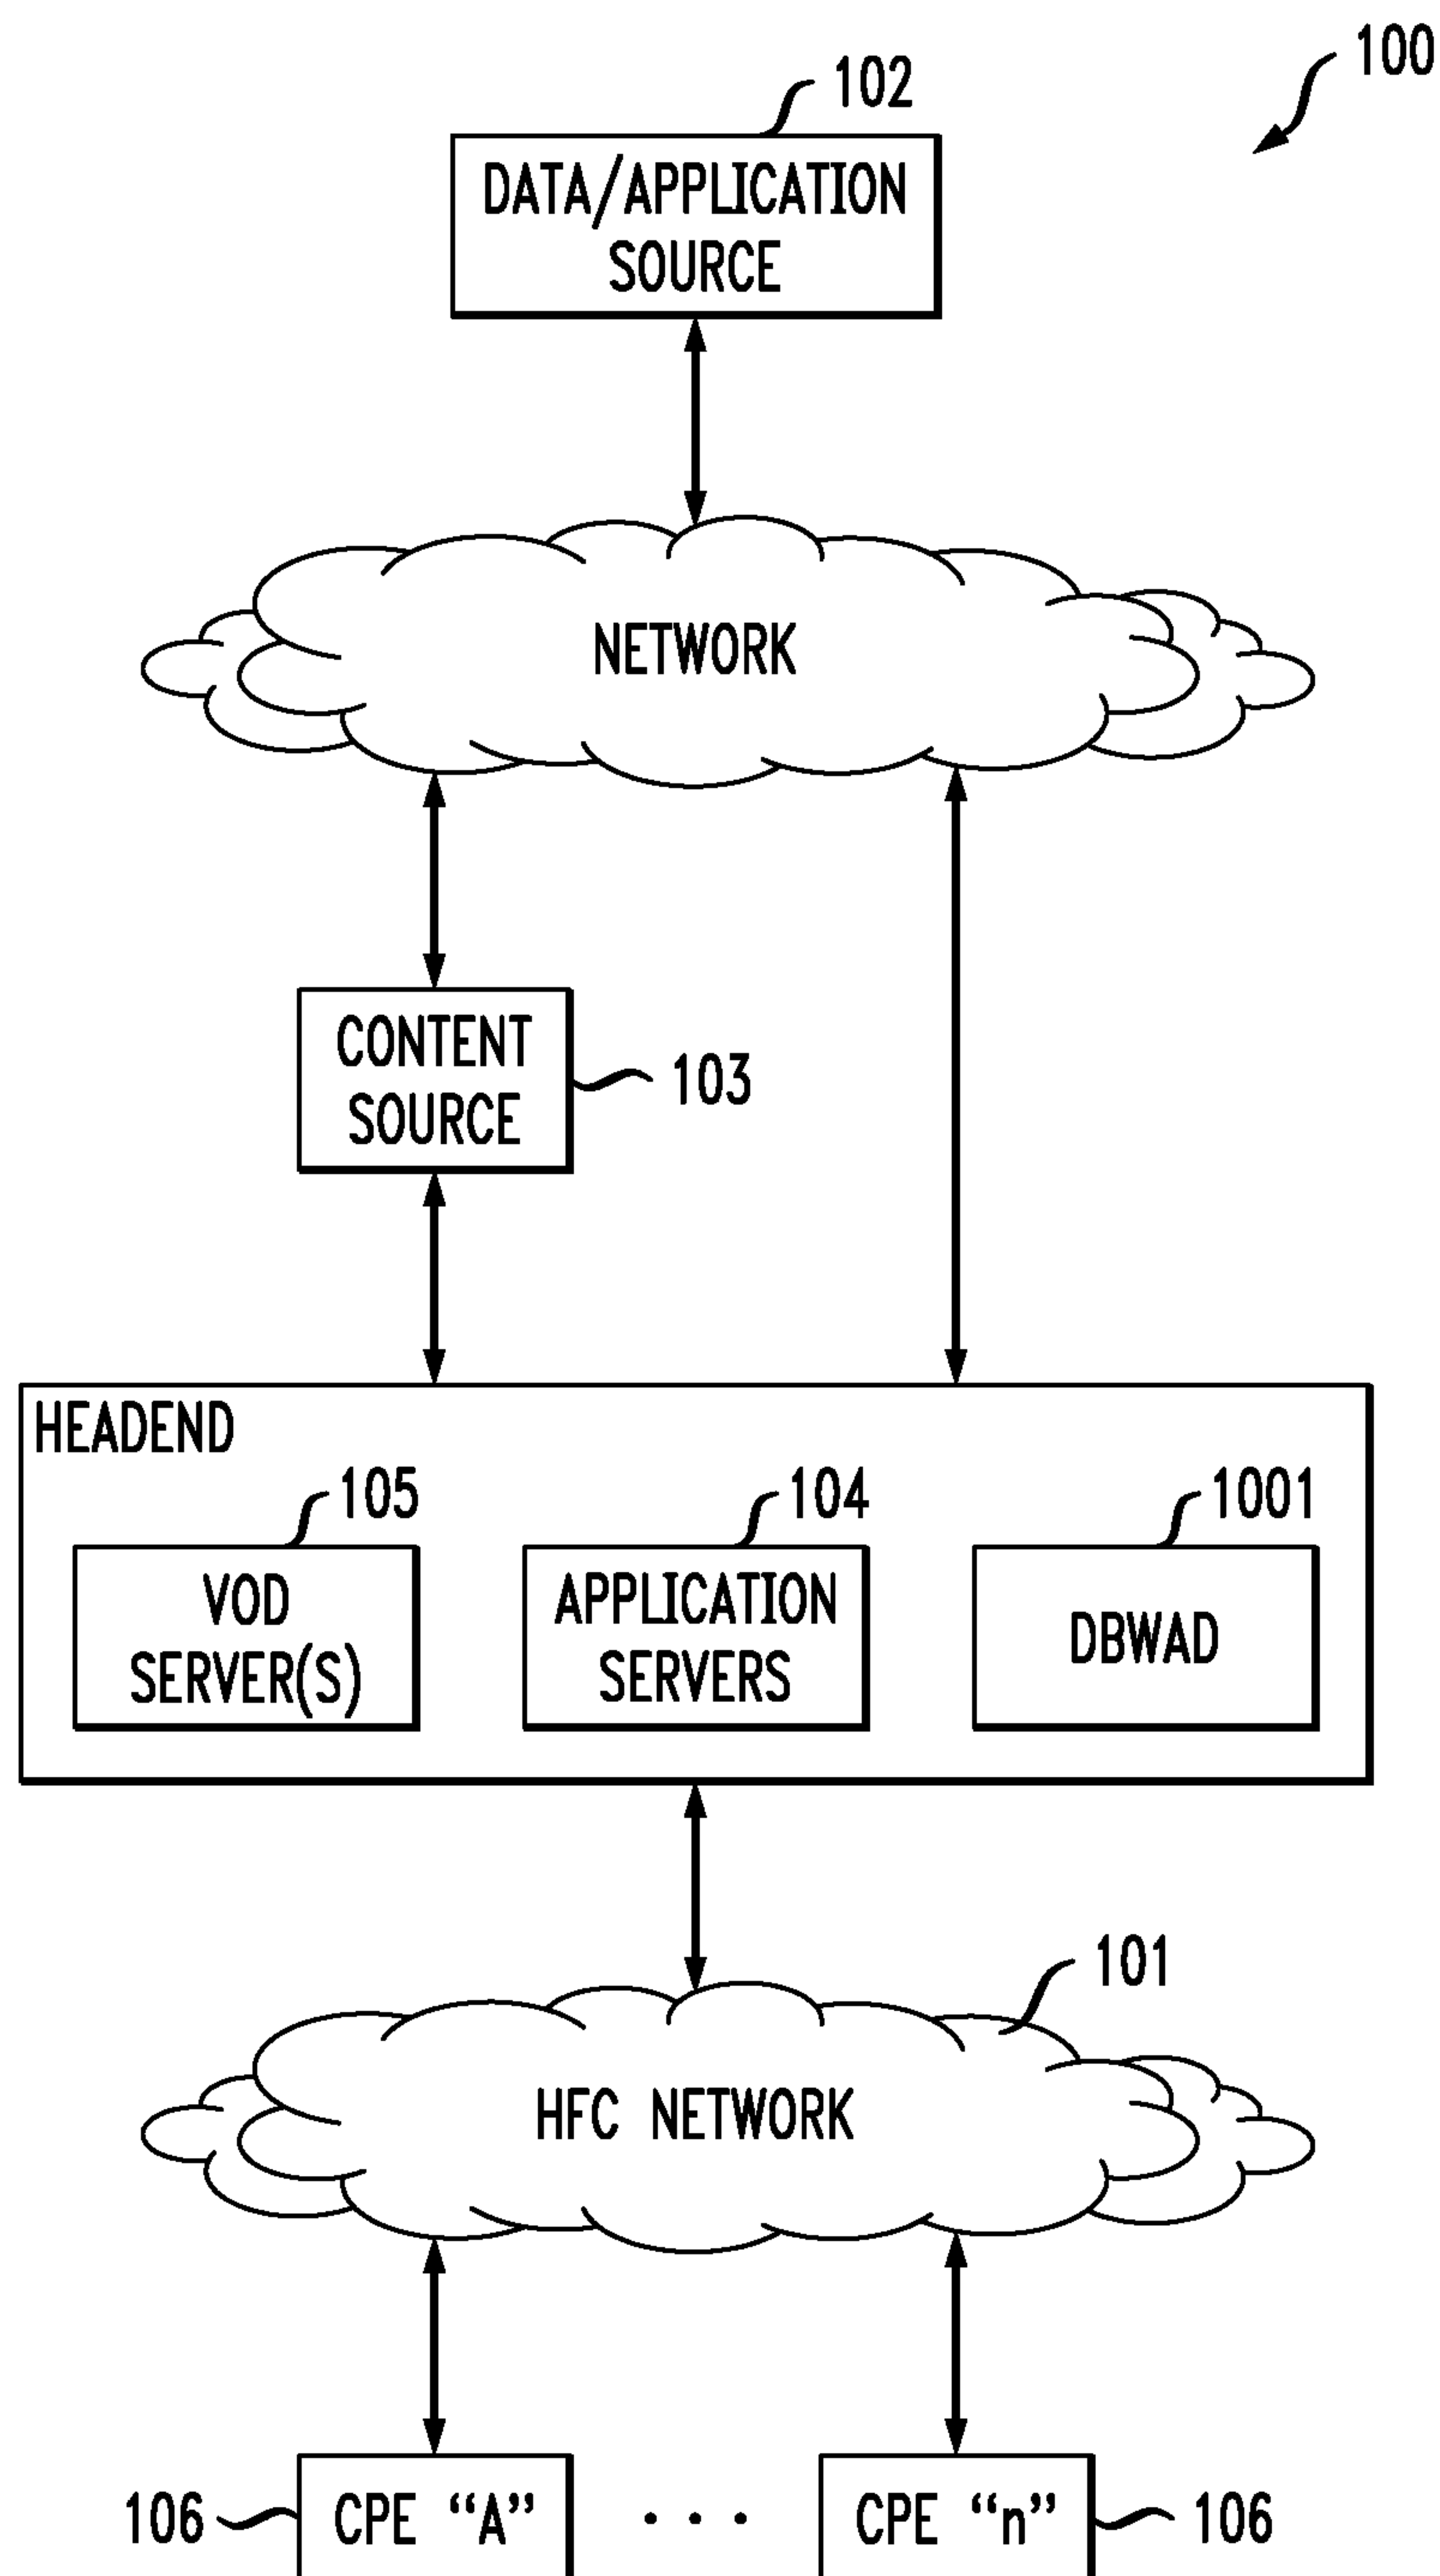 100
102
DATA/APPLICATION
SOURCE
NETWORK
CONTENT
SOURCE
103
HEADEND
105
104
1001
VOD
SERVER(S)
APPLICATION
SERVERS
DBWAD
101
HFC NETWORK
106
CPE “A”
• • •
CPE “n”
106